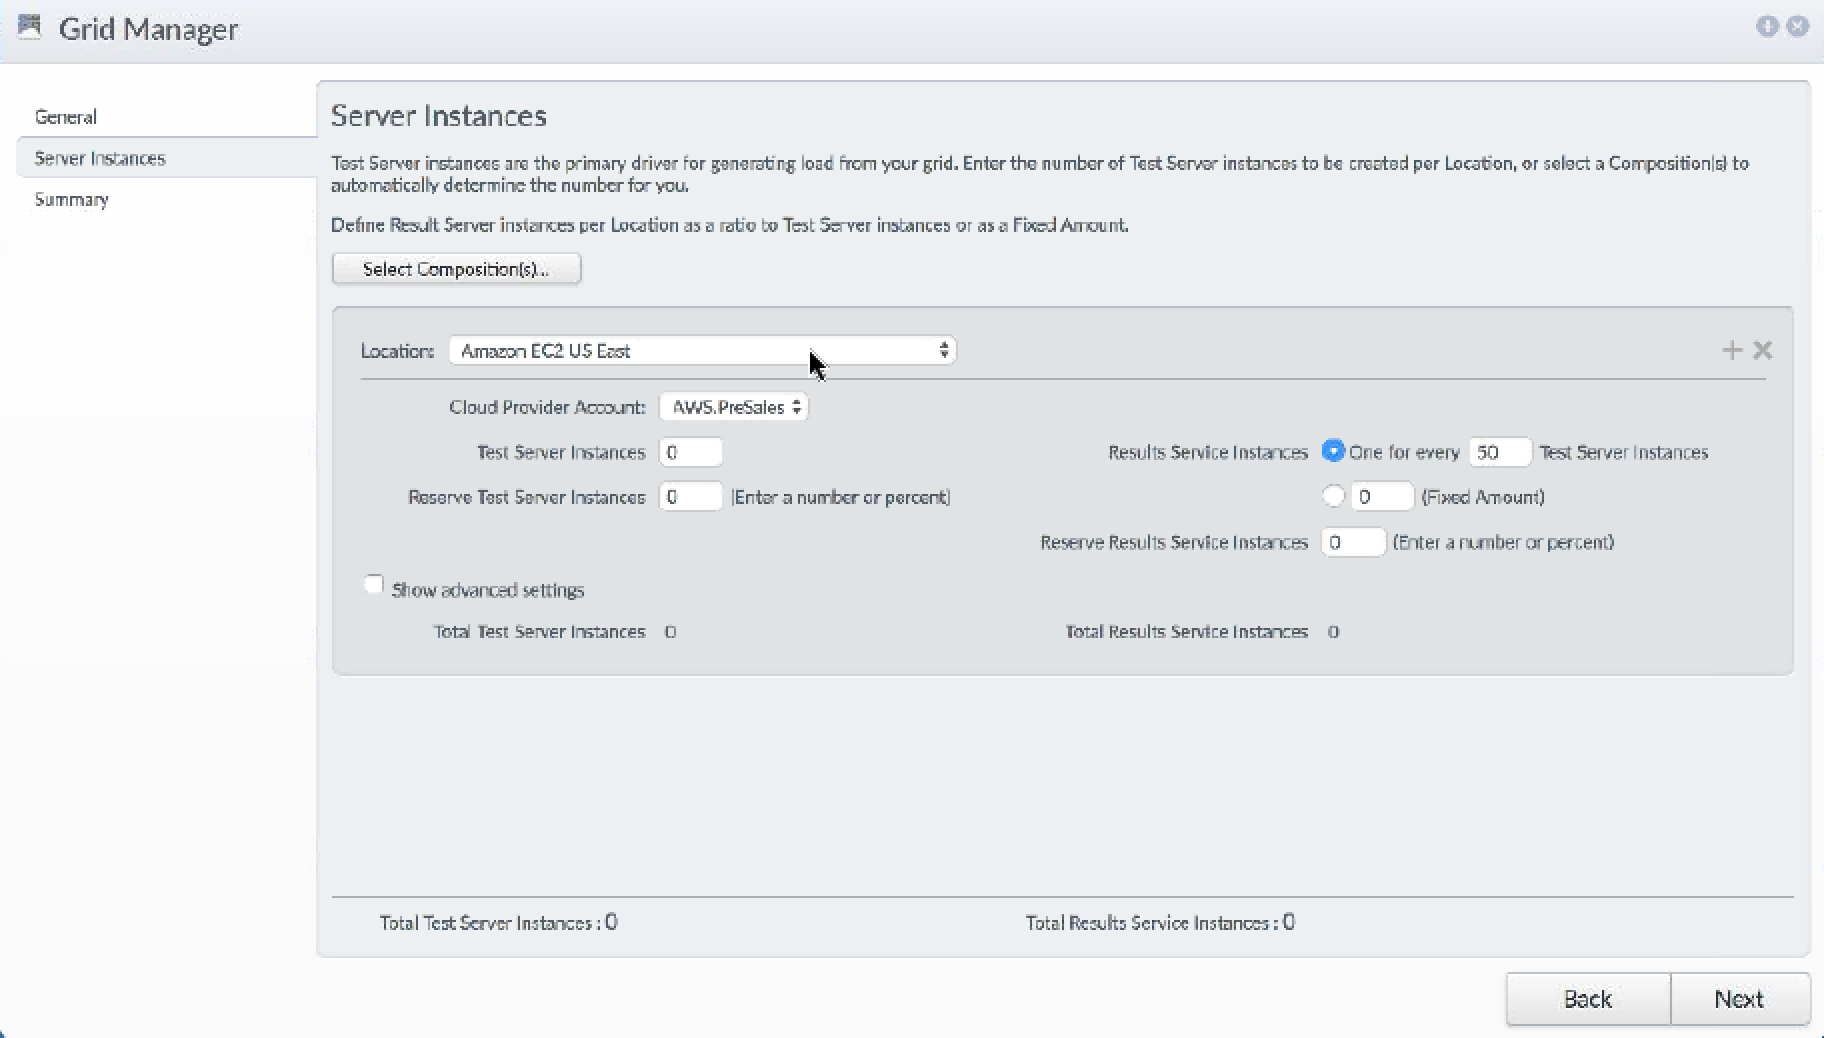 Grid Manager
General
Server Instances
Summary
Server Instances
Test Server instances are the primary driver for generating load from your grid. Enter the number of Test Server instances to be created per Location, or select a Composition(s) to
automatically determine the number for you.
Define Result Server instances per Location as a ratio to Test Server instances or as a Fixed Amount.
Select Composition(s)...
Location: Amazon EC2 US East
Cloud Provider Account: AWS.PreSales
Test Server Instances 0 Results Service Instances One for every 50 Test Server Instances
Reserve Test Server Instances 0 (Enter a number or percent) 0 (Fixed Amount)
Reserve Results Service Instances 0 (Enter a number or percent)
Show advanced settings
Total Test Server Instances 0 Total Results Service Instances 0
Total Test Server Instances : 0 Total Results Service Instances : 0
Back Next